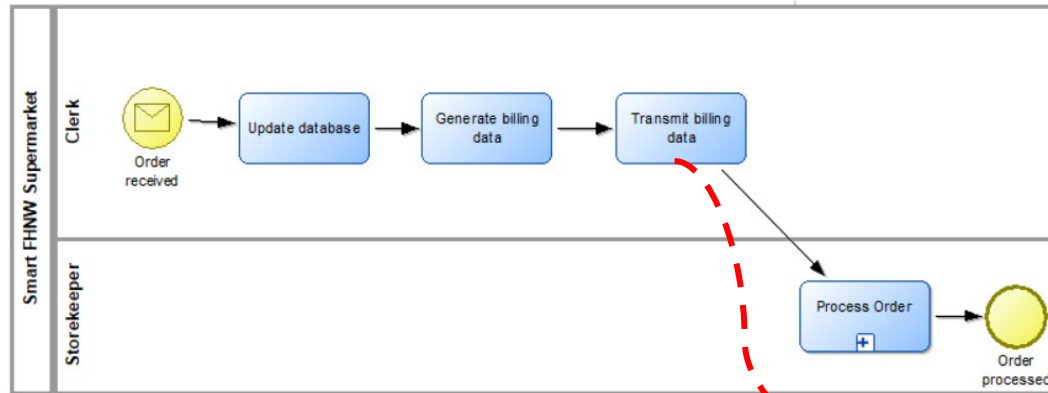 Smart FHNW Supermarket
Clerk
Order
received
Update database
Generate billing
data
Transmit billing
data
Storekeeper
Process Order
Order
processed